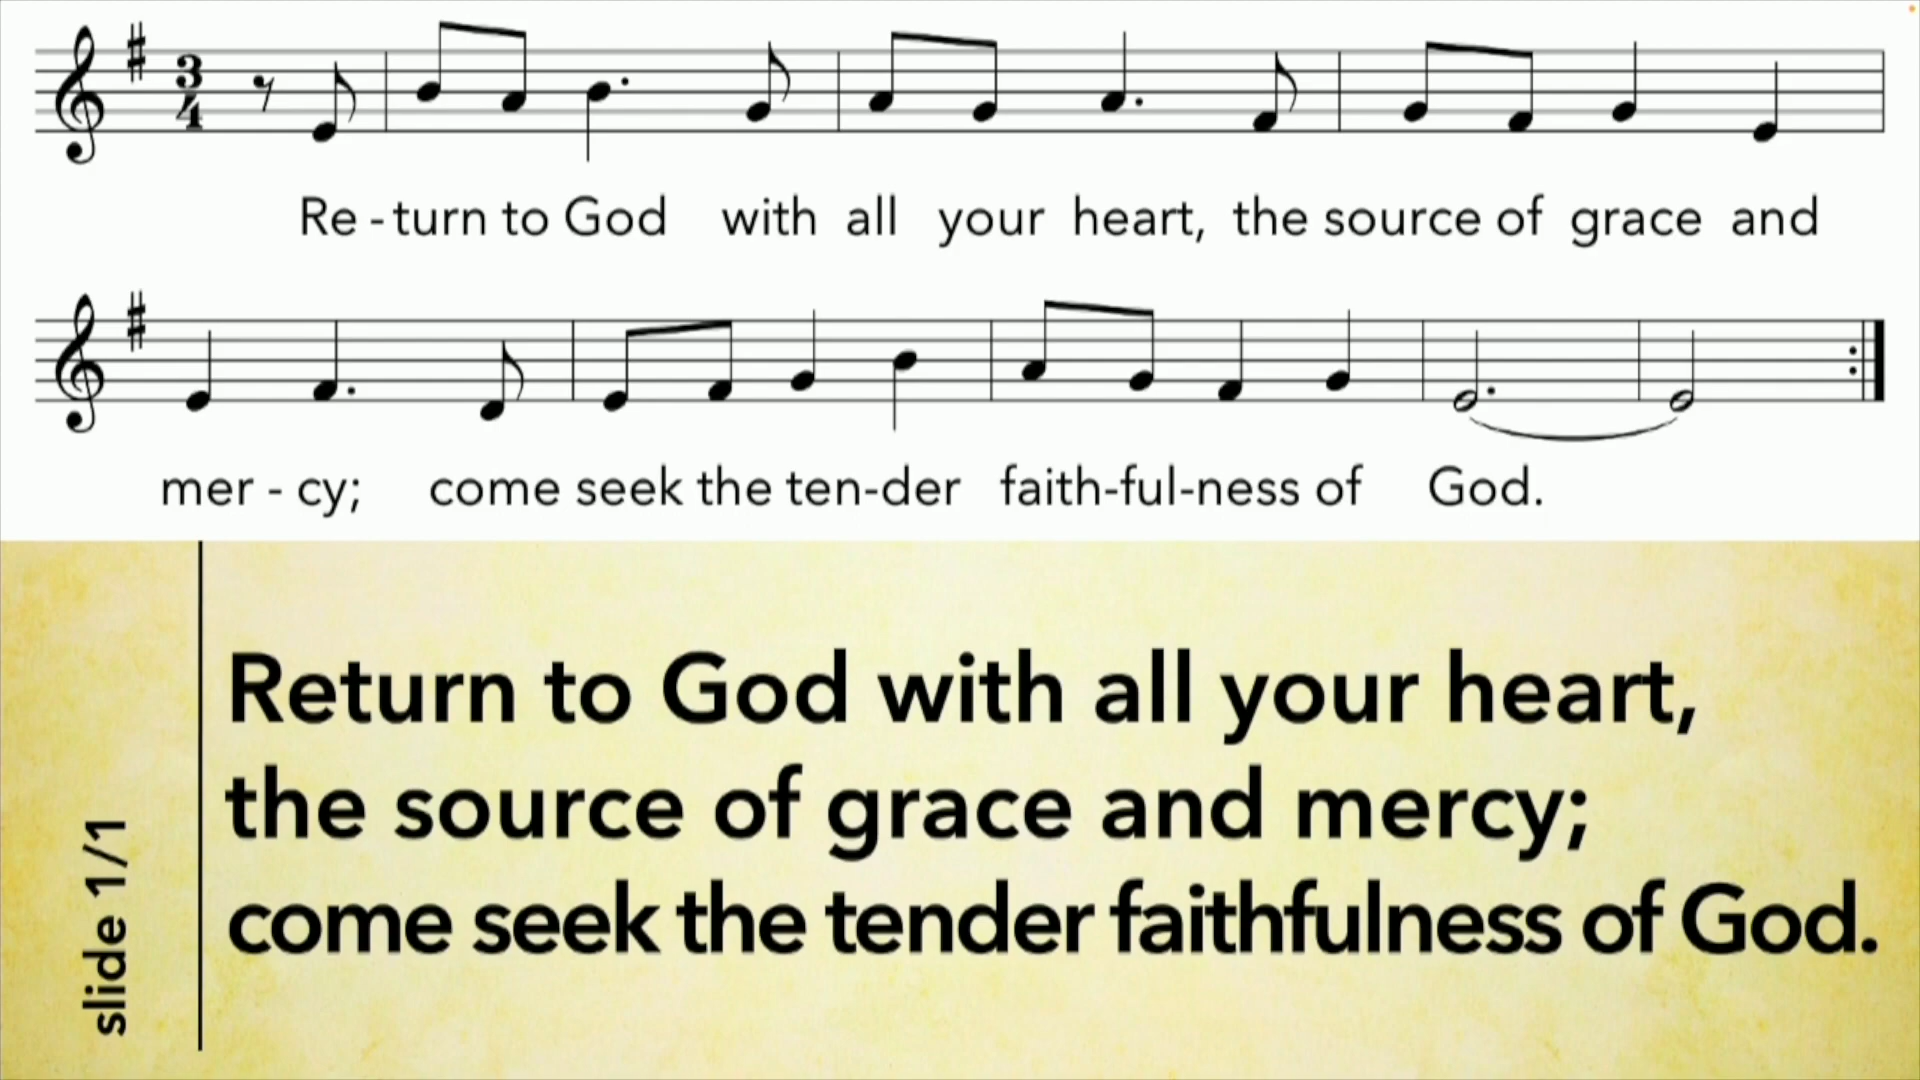 3
4
Re - turn to God with all your heart, the source of grace and
mer - cy; come seek the ten-der faith-ful-ness of God.
slide 1/1
Return to God with all your heart,
the source of grace and mercy;
come seek the tender faithfulness of God.